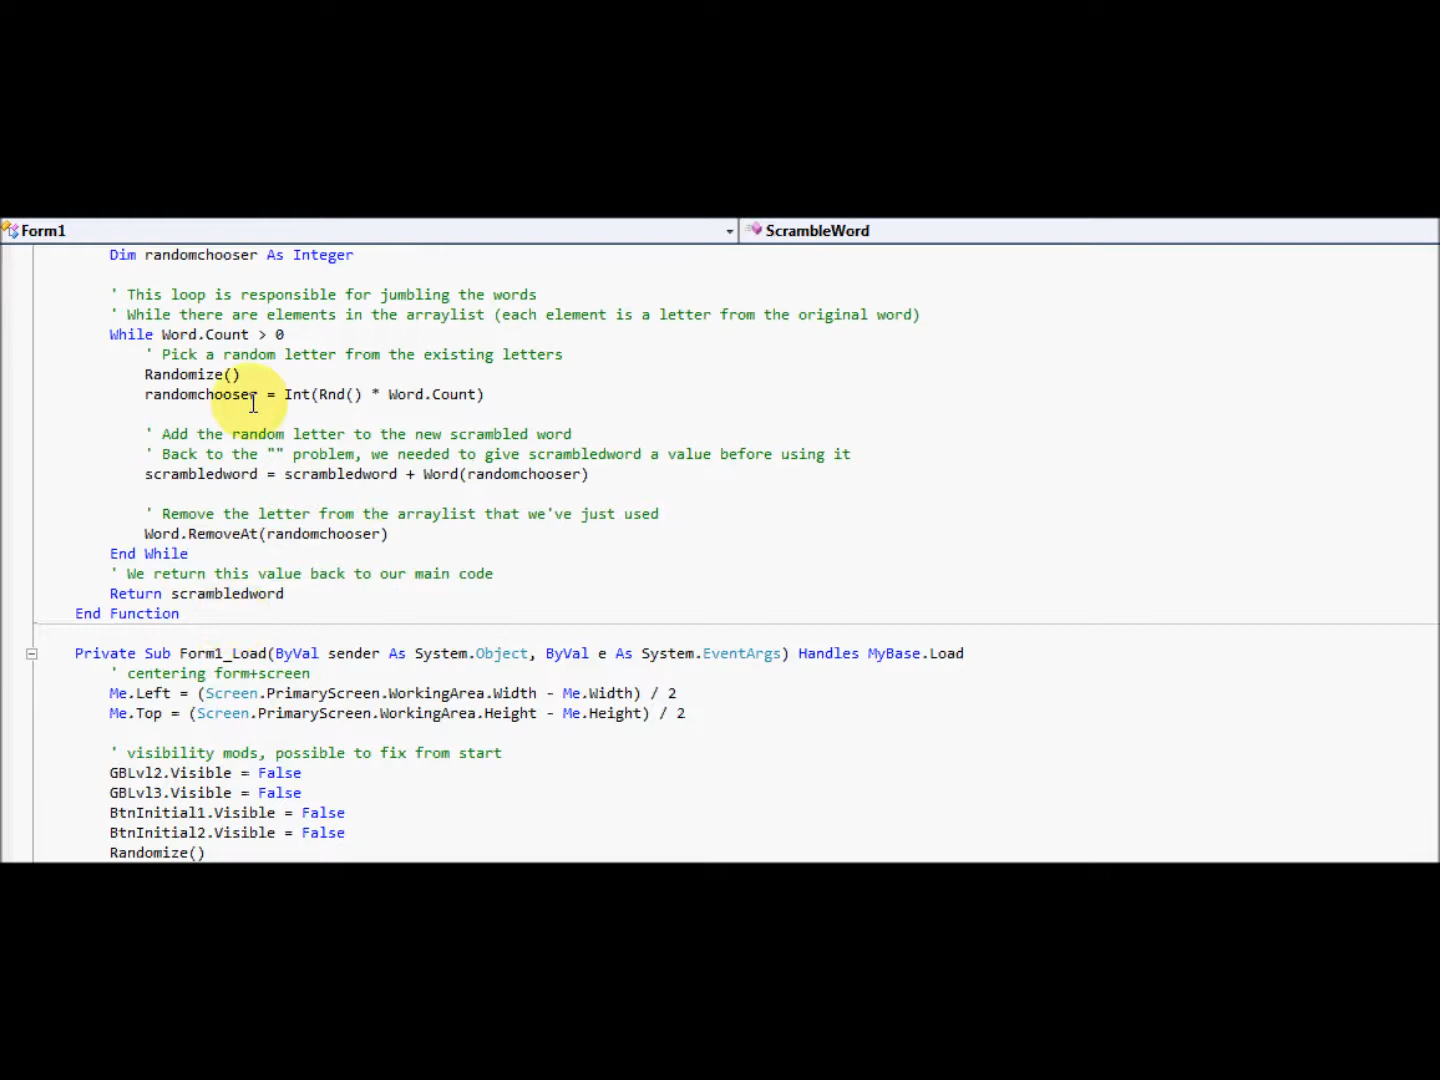 Form1
ScrambleWord
Dim randomchooser As Integer
' This loop is responsible for jumbling the words
' While there are elements in the arraylist (each element is a letter from the original word)
While Word.Count > 0
' Pick a random letter from the existing letters
Randomize()
randomchooser = Int(Rnd() * Word.Count)
' Add the random letter to the new scrambled word
' Back to the "" problem, we needed to give scrambledword a value before using it
scrambledword = scrambledword + Word(randomchooser)
' Remove the letter from the arraylist that we've just used
Word.RemoveAt(randomchooser)
End While
' We return this value back to our main code
Return scrambledword
End Function
Private Sub Form1_Load(ByVal sender As System.Object, ByVal e As System.EventArgs) Handles MyBase.Load
' centering form+screen
Me.Left = (Screen.PrimaryScreen.WorkingArea.Width - Me.Width) / 2
Me.Top = (Screen.PrimaryScreen.WorkingArea.Height - Me.Height) / 2
' visibility mods, possible to fix from start
GBLvl2.Visible = False
GBLvl3.Visible = False
BtnInitial1.Visible = False
BtnInitial2.Visible = False
Randomize()